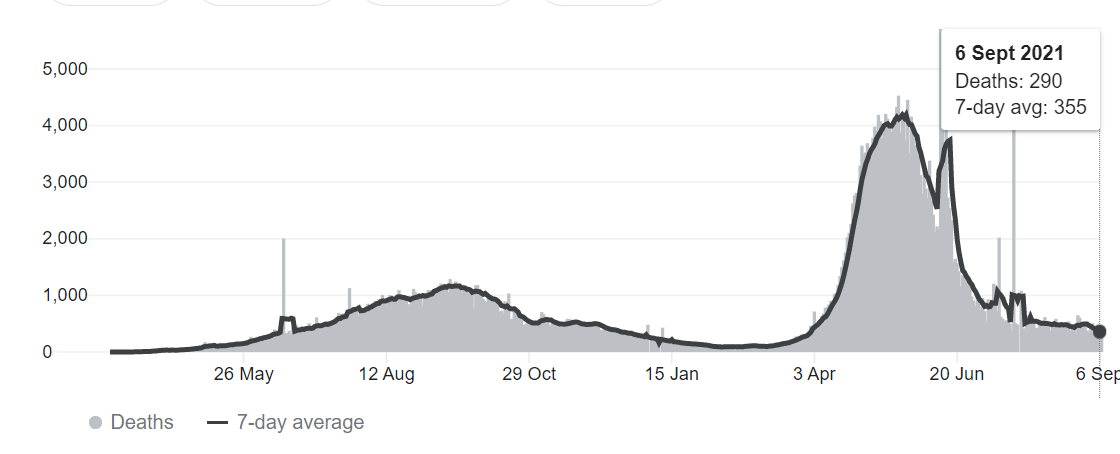 6 Sept 2021
Deaths: 290
7-day avg: 355
5,000
4,000
3,000
2,000
1,000
0
26 May 12 Aug 29 Oct 15 Jan 3 Apr 20 Jun 6 Sep
Deaths 7-day average